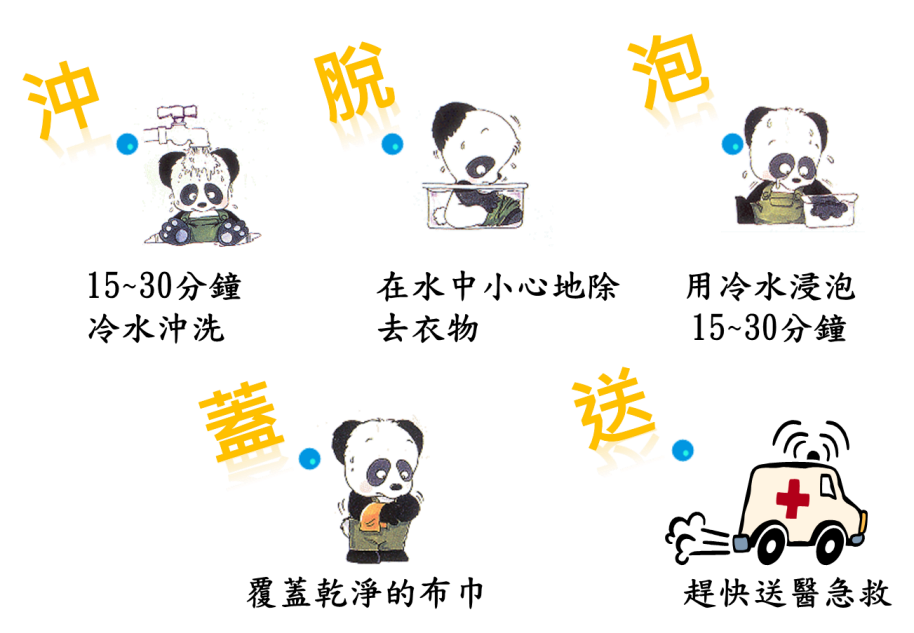 沖
脫
泡
15~30分鐘
冷水沖洗
在水中小心地除
去衣物
用冷水浸泡
15~30分鐘
蓋
送
覆蓋乾淨的布巾
趕快送醫急救